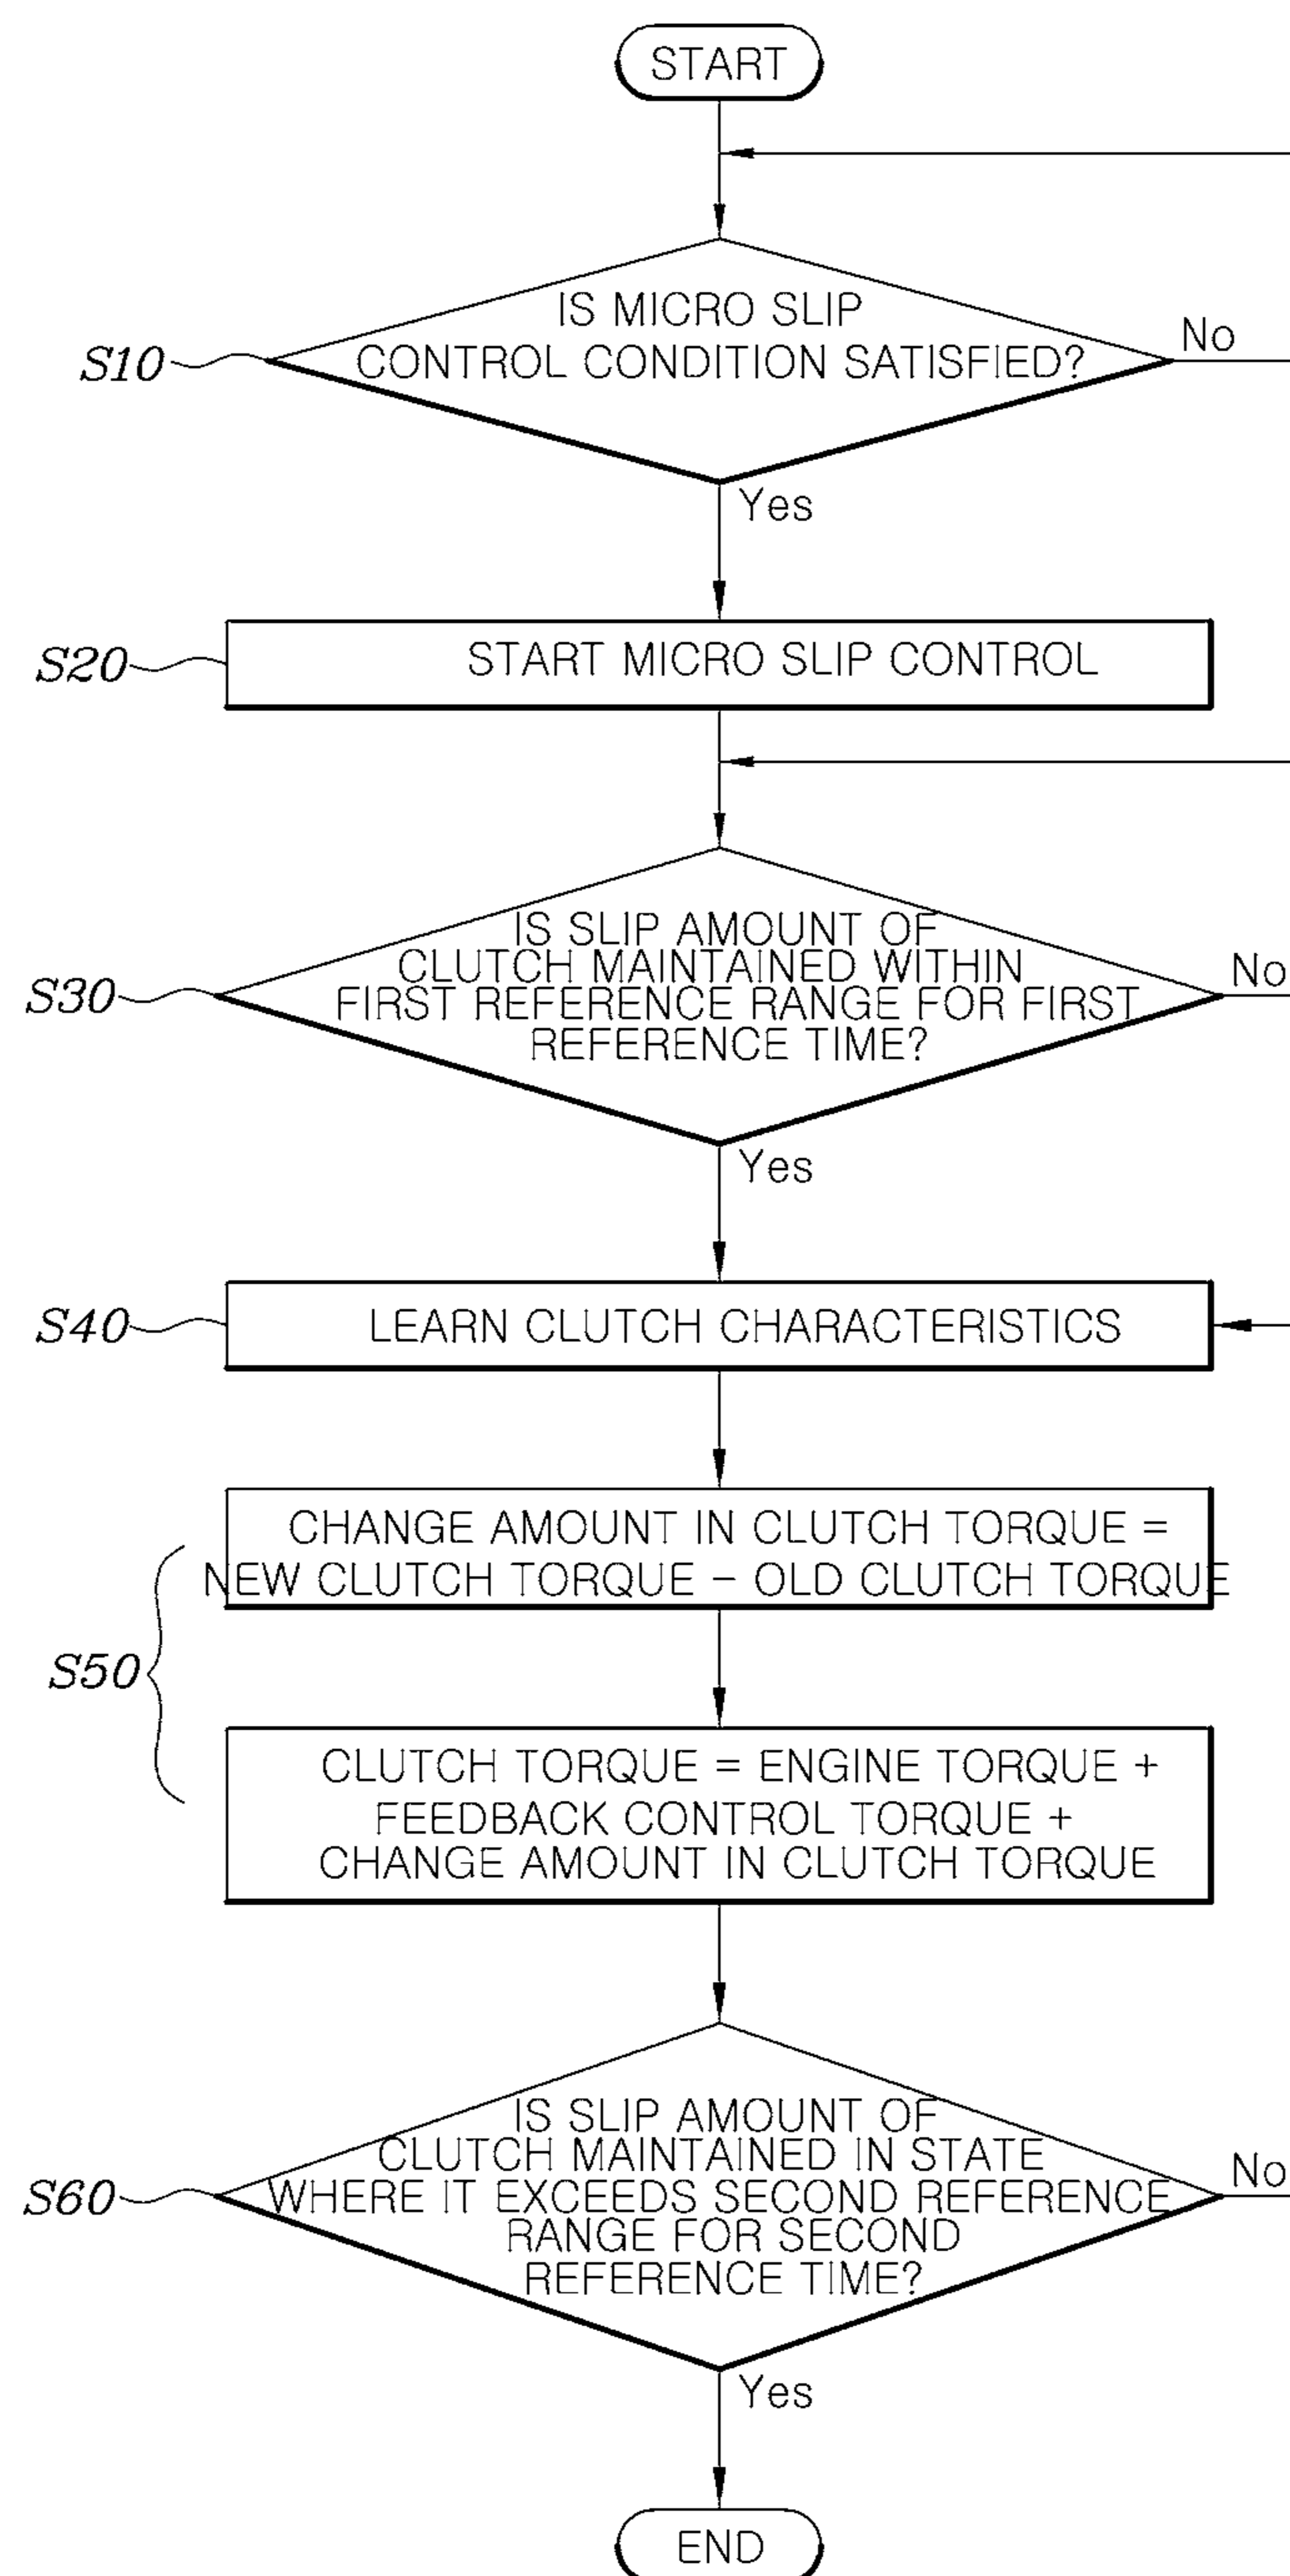 START
IS MICRO SLIP
CONTROL CONDITION SATISFIED?
No
S10
Yes
START MICRO SLIP CONTROL
S20
IS SLIP AMOUNT OF
CLUTCH MAINTAINED WITHIN
FIRST REFERENCE RANGE FOR FIRST
REFERENCE TIME?
No
S30
Yes
LEARN CLUTCH CHARACTERISTICS
S40
CHANGE AMOUNT IN CLUTCH TORQUE =
NEW CLUTCH TORQUE – OLD CLUTCH TORQUE
S50
CLUTCH TORQUE = ENGINE TORQUE +
FEEDBACK CONTROL TORQUE +
CHANGE AMOUNT IN CLUTCH TORQUE
IS SLIP AMOUNT OF
CLUTCH MAINTAINED IN STATE
WHERE IT EXCEEDS SECOND REFERENCE
RANGE FOR SECOND
REFERENCE TIME?
No
S60
Yes
END